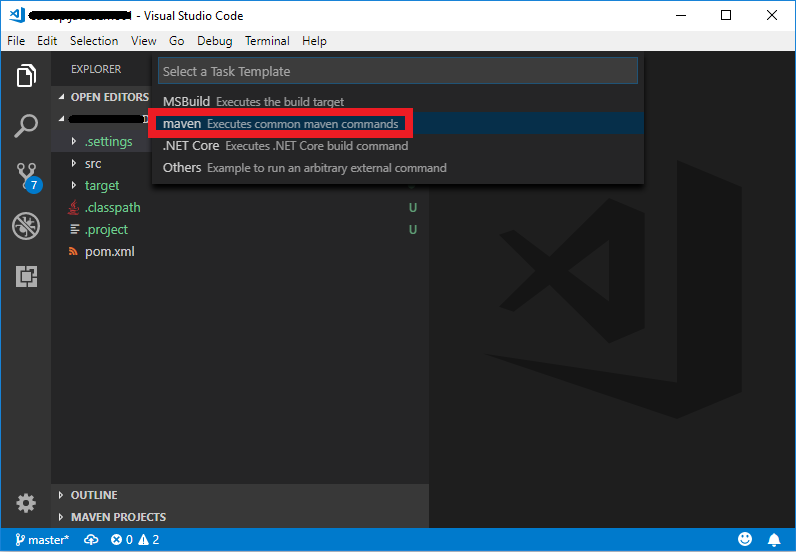 - Visual Studio Code
File Edit Selection View Go Debug Terminal Help
EXPLORER
Select a Task Template
OPEN EDITORS
MSBuild Executes the build target
maven Executes common maven commands
.settings
.NET Core Executes .NET Core build command
src
Others Example to run an arbitrary external command
target
.classpath U
.project U
pom.xml
7
OUTLINE
MAVEN PROJECTS
master* 0 2